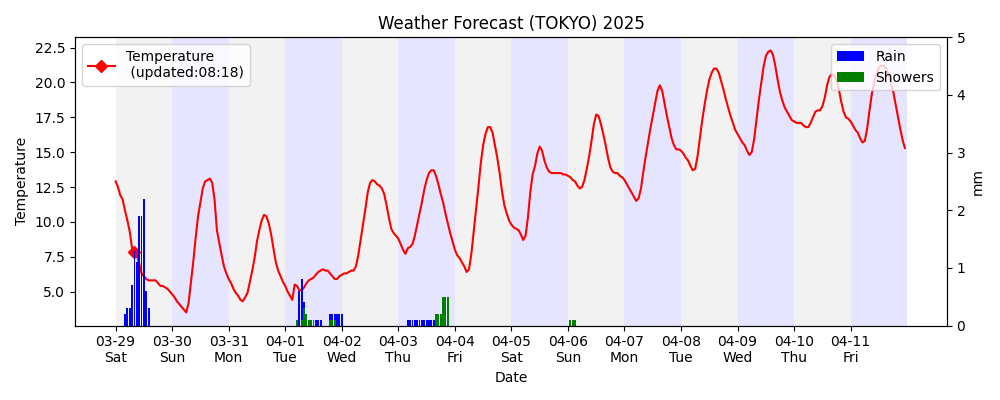 Weather Forecast (TOKYO) 2025
Temperature
(updated:08:18)
Rain
Showers
22.5
20.0
17.5
15.0
12.5
10.0
7.5
5.0
Temperature
5
4
3
2
1
0
mm
03-29 03-30 03-31 04-01 04-02 04-03 04-04 04-05 04-06 04-07 04-08 04-09 04-10 04-11
Sat Sun Mon Tue Wed Thu Fri Sat Sun Mon Tue Wed Thu Fri
Date